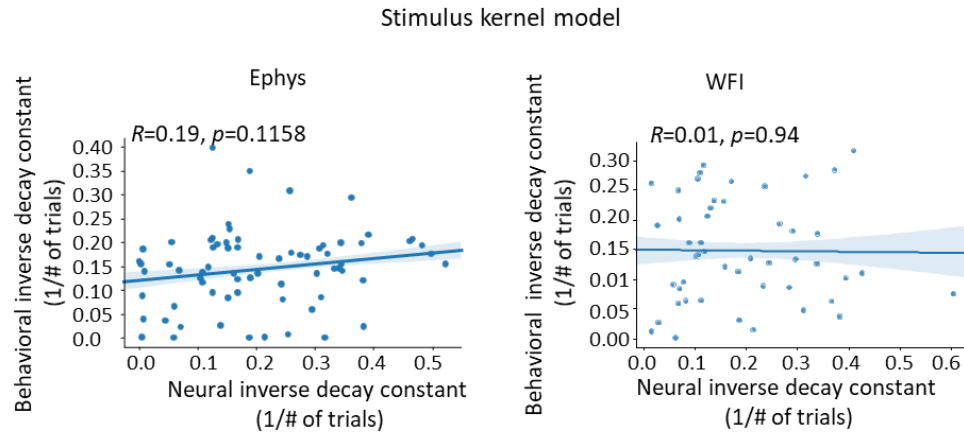 Stimulus kernel model
Ephys
R=0.19, p=0.1158
Behavioral inverse decay constant
(1/# of trials)
0.40
0.35
0.30
0.25
0.20
0.15
0.10
0.05
0.0
0.0 0.1 0.2 0.3 0.4 0.5
Neural inverse decay constant
(1/# of trials)
WFI
R=0.01, p=0.94
Behavioral inverse decay constant
(1/# of trials)
0.30
0.25
0.20
0.15
0.01
0.05
0.00
0.0 0.1 0.2 0.3 0.4 0.5 0.6
Neural inverse decay constant
(1/# of trials)